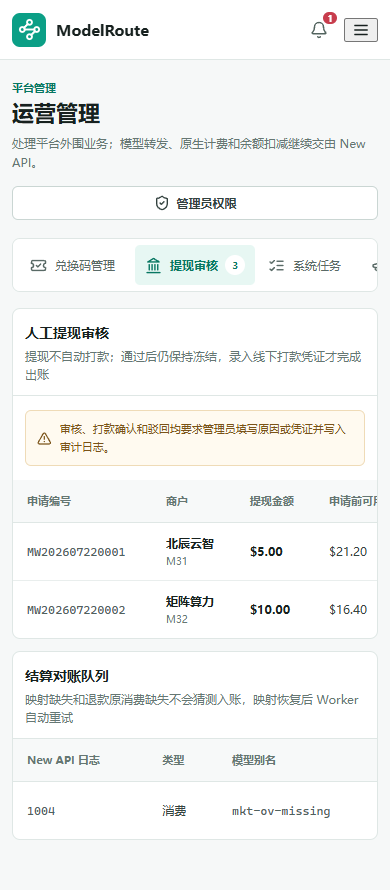 ModelRoute
1
平台管理
运营管理
处理平台外围业务；模型转发、原生计费和余额扣减继续交由 New
API。
管理员权限
兑换码管理
提现审核 3
系统任务
人工提现审核
提现不自动打款；通过后仍保持冻结，录入线下打款凭证才完成
出账
审核、打款确认和驳回均要求管理员填写原因或凭证并写入
审计日志。
申请编号 商户 提现金额 申请前可用
MW202607220001 北辰云智 $5.00 $21.20
M31
MW202607220002 矩阵算力 $10.00 $16.40
M32
结算对账队列
映射缺失和退款原消费缺失不会猜测入账，映射恢复后 Worker
自动重试
New API 日志 类型 模型别名
1004 消费 mkt-ov-missing